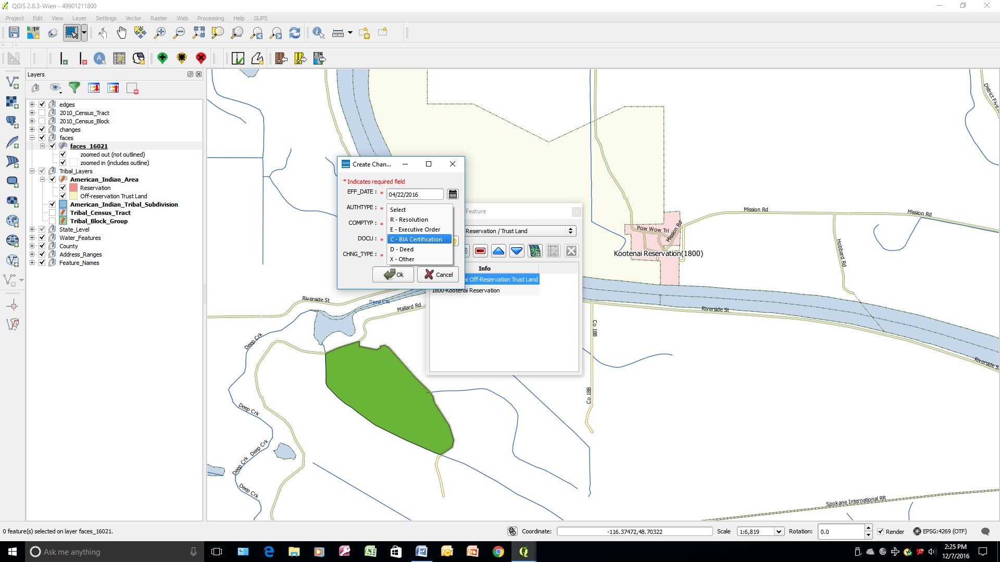 QGIS 2.8.3-Wien - 49901211800
Project Edit View Layer Settings Vector Raster Web Processing Help GUPS
Layers
edges
2010_Census_Tract
2010_Census_Block
changes
faces
faces_16021
zoomed out (not outlined)
zoomed in (includes outline)
Tribal_Layers
American_Indian_Area
Reservation
Off-reservation Trust Land
American_Indian_Tribal_Subdivision
Tribal_Census_Tract
Tribal_Block_Group
State_Level
Water_Features
County
Address_Ranges
Feature_Names
GUPS Create Chan...
* Indicates required field
EFF_DATE : * 04/22/2016
AUTHTYPE : *
COMPTYP : *
DOCU : *
CHNG_TYPE : *
Select
R - Resolution
E - Executive Order
C - BIA Certification
D - Deed
X - Other
Ok Cancel
Feature
Reservation / Trust Land
Info
ai Off-Reservation Trust Land
1800-Kootenai Reservation
District Five
Mission Rd
Mission Rd
Pow Wow Trl
Mission Rd
Hobbard Rd
Kootenai Reservation(1800)
Riverside St
Deep Crk
Mallard Rd
Riverside St
Co 18B
Riverside S
Deep Crk
Co 18B
Deep Crk
Deep Crk
Deep Crk
Deep Crk
Spokane International RR
0 feature(s) selected on layer faces_16021.
Coordinate: -116.37472,48.70322 Scale 1:6,819 Rotation: 0.0 Render EPSG:4269 (OTF)
Ask me anything
2:25 PM
12/7/2016